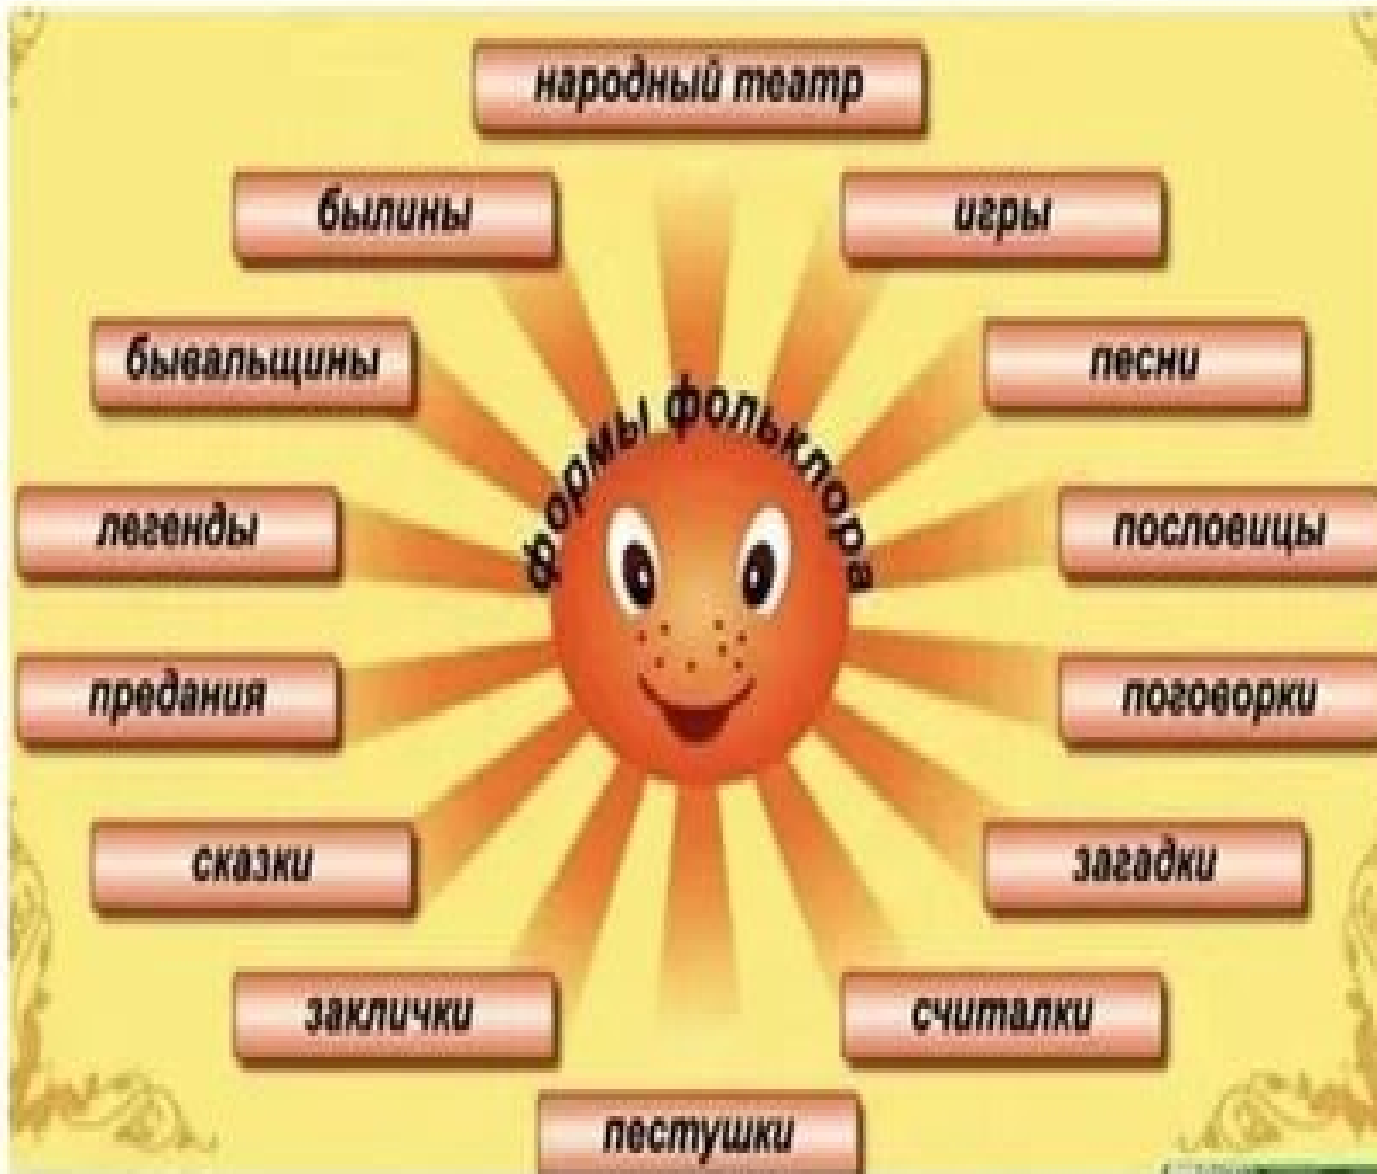 народный театр
былины
игры
бывальщины
песни
формы фольклора
легенды
пословицы
предания
поговорки
сказки
загадки
заклички
считалки
пестушки